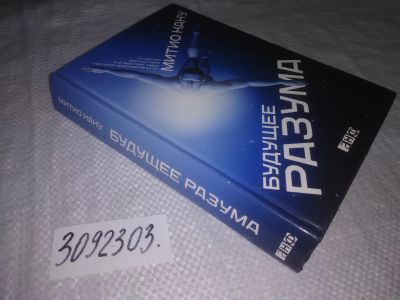 МИТИО КАКУ
БУДУЩЕЕ
РАЗУМА
МИТИО КАКУ БУДУЩЕЕ РАЗУМА
3092303.